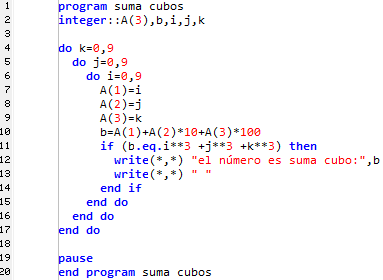 1 program suma cubos
2 integer::A(3),b,i,j,k
3
4 do k=0,9
5 do j=0,9
6 do i=0,9
7 A(1)=i
8 A(2)=j
9 A(3)=k
10 b=A(1)+A(2)*10+A(3)*100
11 if (b.eq.i**3 +j**3 +k**3) then
12 write(*,*) "el número es suma cubo:",b
13 write(*,*) " "
14 end if
15 end do
16 end do
17 end do
18
19 pause
20 end program suma cubos